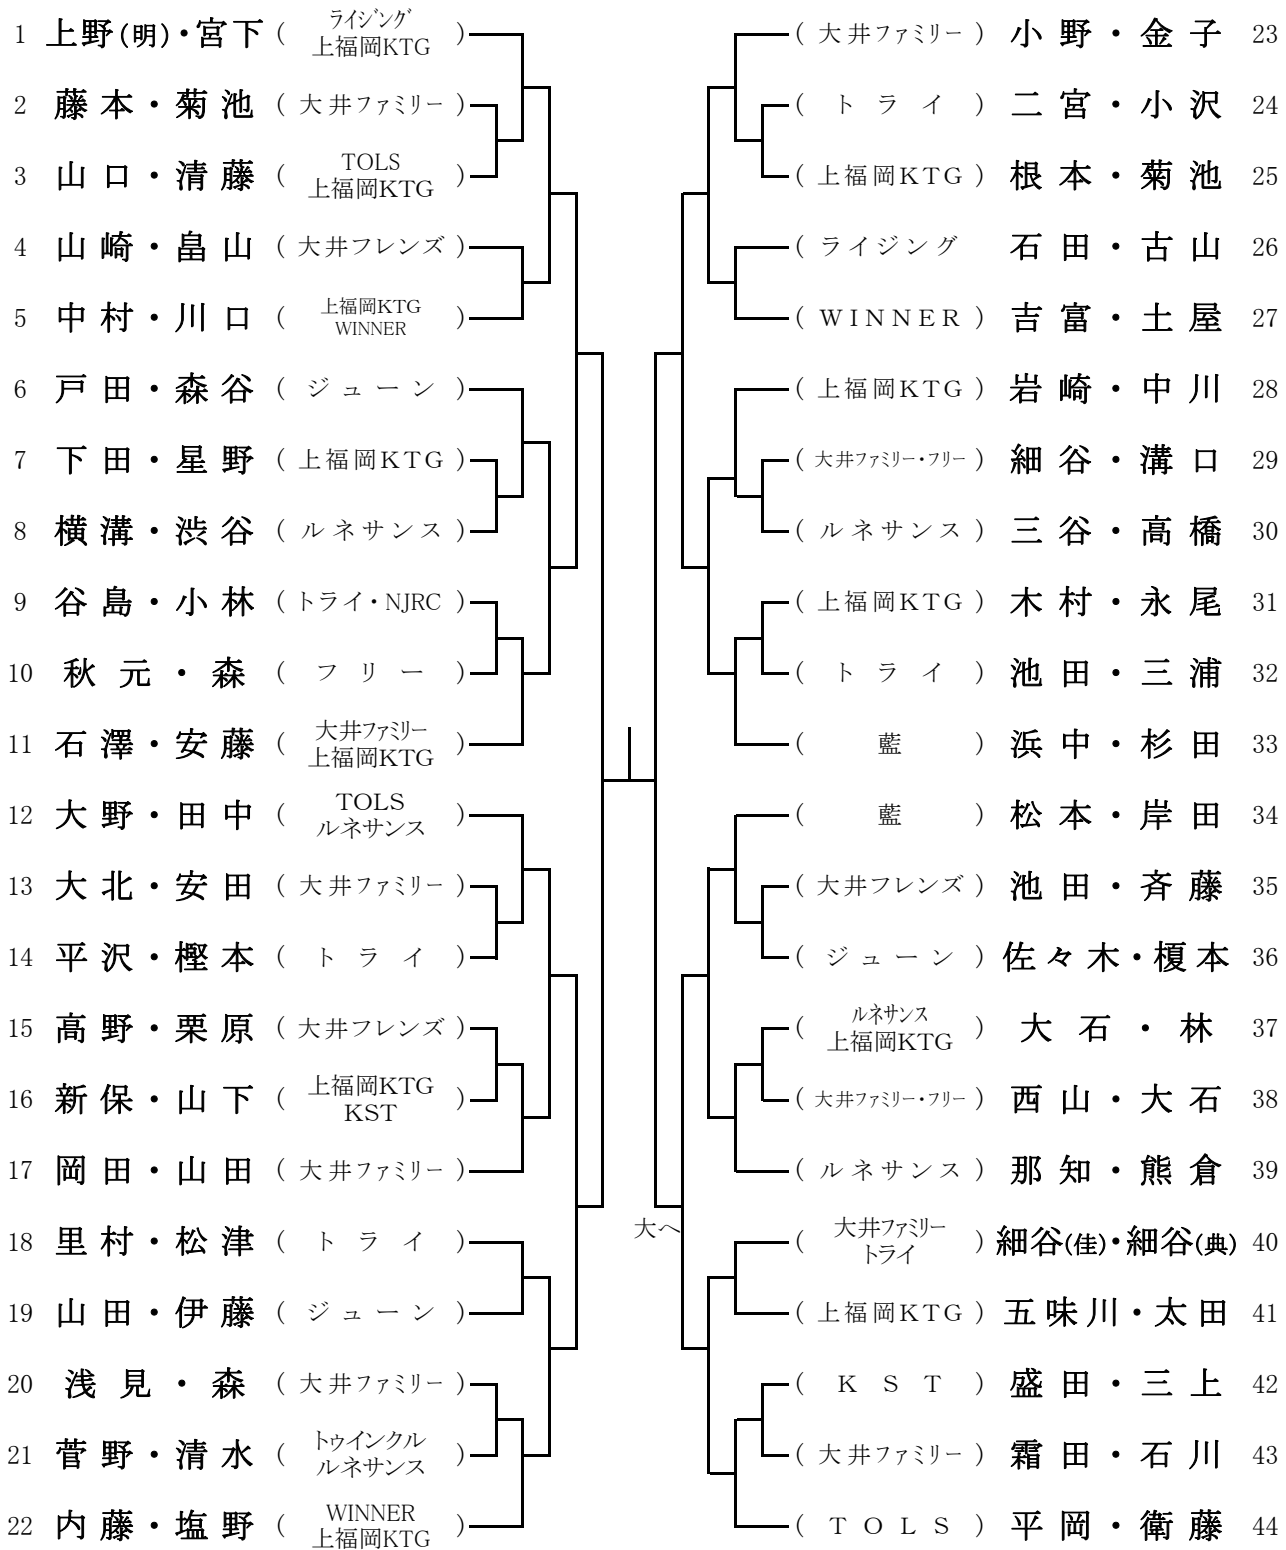 1 上野(明)・宮下 ( ライジング 上福岡KTG )
2 藤本・菊池 ( 大井ファミリー )
3 山口・清藤 ( TOLS 上福岡KTG )
4 山崎・畠山 ( 大井フレンズ )
5 中村・川口 ( 上福岡KTG WINNER )
6 戸田・森谷 ( ジューン )
7 下田・星野 ( 上福岡KTG )
8 横溝・渋谷 ( ルネサンス )
9 谷島・小林 ( トライ・NJRC )
10 秋元・森 ( フリー )
11 石澤・安藤 ( 大井ファミリー 上福岡KTG )
12 大野・田中 ( TOLS ルネサンス )
13 大北・安田 ( 大井ファミリー )
14 平沢・樫本 ( トライ )
15 高野・栗原 ( 大井フレンズ )
16 新保・山下 ( 上福岡KTG KST )
17 岡田・山田 ( 大井ファミリー )
18 里村・松津 ( トライ )
19 山田・伊藤 ( ジューン )
20 浅見・森 ( 大井ファミリー )
21 菅野・清水 ( トゥインクル ルネサンス )
22 内藤・塩野 ( WINNER 上福岡KTG )
( 大井ファミリー ) 小野・金子 23
( トライ ) 二宮・小沢 24
( 上福岡KTG ) 根本・菊池 25
( ライジング 石田・古山 26
( WINNER ) 吉富・土屋 27
( 上福岡KTG ) 岩崎・中川 28
( 大井ファミリー・フリー ) 細谷・溝口 29
( ルネサンス ) 三谷・高橋 30
( 上福岡KTG ) 木村・永尾 31
( トライ ) 池田・三浦 32
( 藍 ) 浜中・杉田 33
( 藍 ) 松本・岸田 34
( 大井フレンズ ) 池田・斉藤 35
( ジューン ) 佐々木・榎本 36
( ルネサンス 上福岡KTG ) 大石・林 37
( 大井ファミリー・フリー ) 西山・大石 38
( ルネサンス ) 那知・熊倉 39
大へ
( 大井ファミリー トライ ) 細谷(佳)・細谷(典) 40
( 上福岡KTG ) 五味川・太田 41
( KST ) 盛田・三上 42
( 大井ファミリー ) 霜田・石川 43
( TOLS ) 平岡・衛藤 44